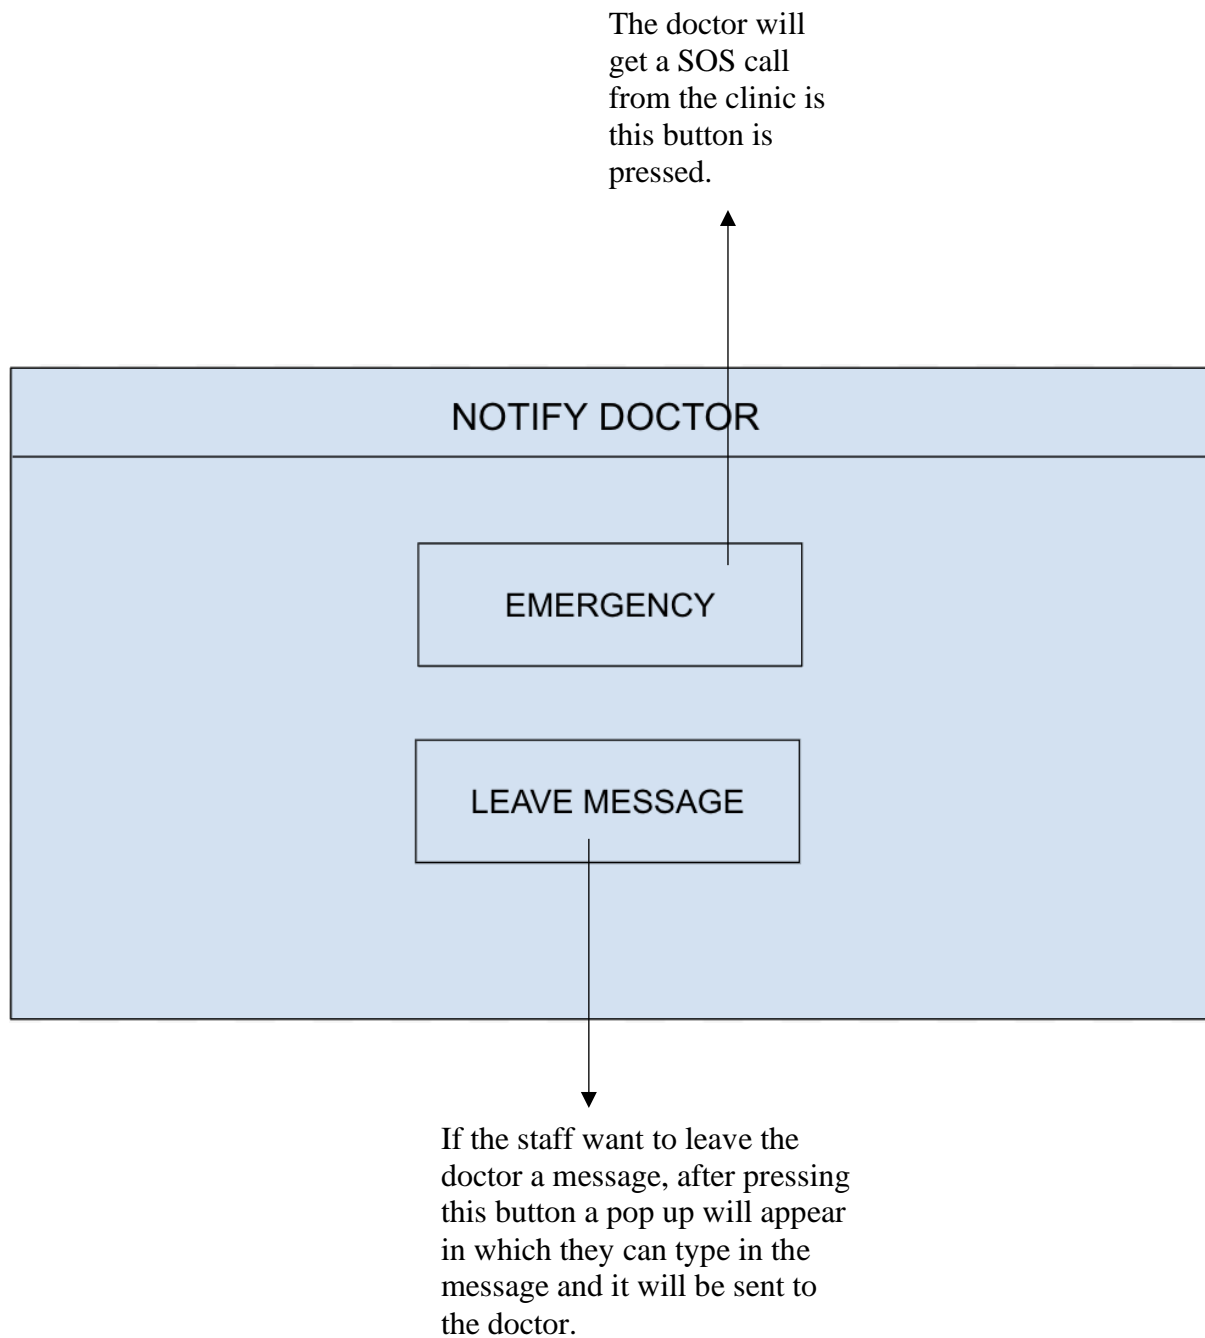 The doctor will
get a SOS call
from the clinic is
this button is
pressed.
NOTIFY DOCTOR
EMERGENCY
LEAVE MESSAGE
If the staff want to leave the
doctor a message, after pressing
this button a pop up will appear
in which they can type in the
message and it will be sent to
the doctor.